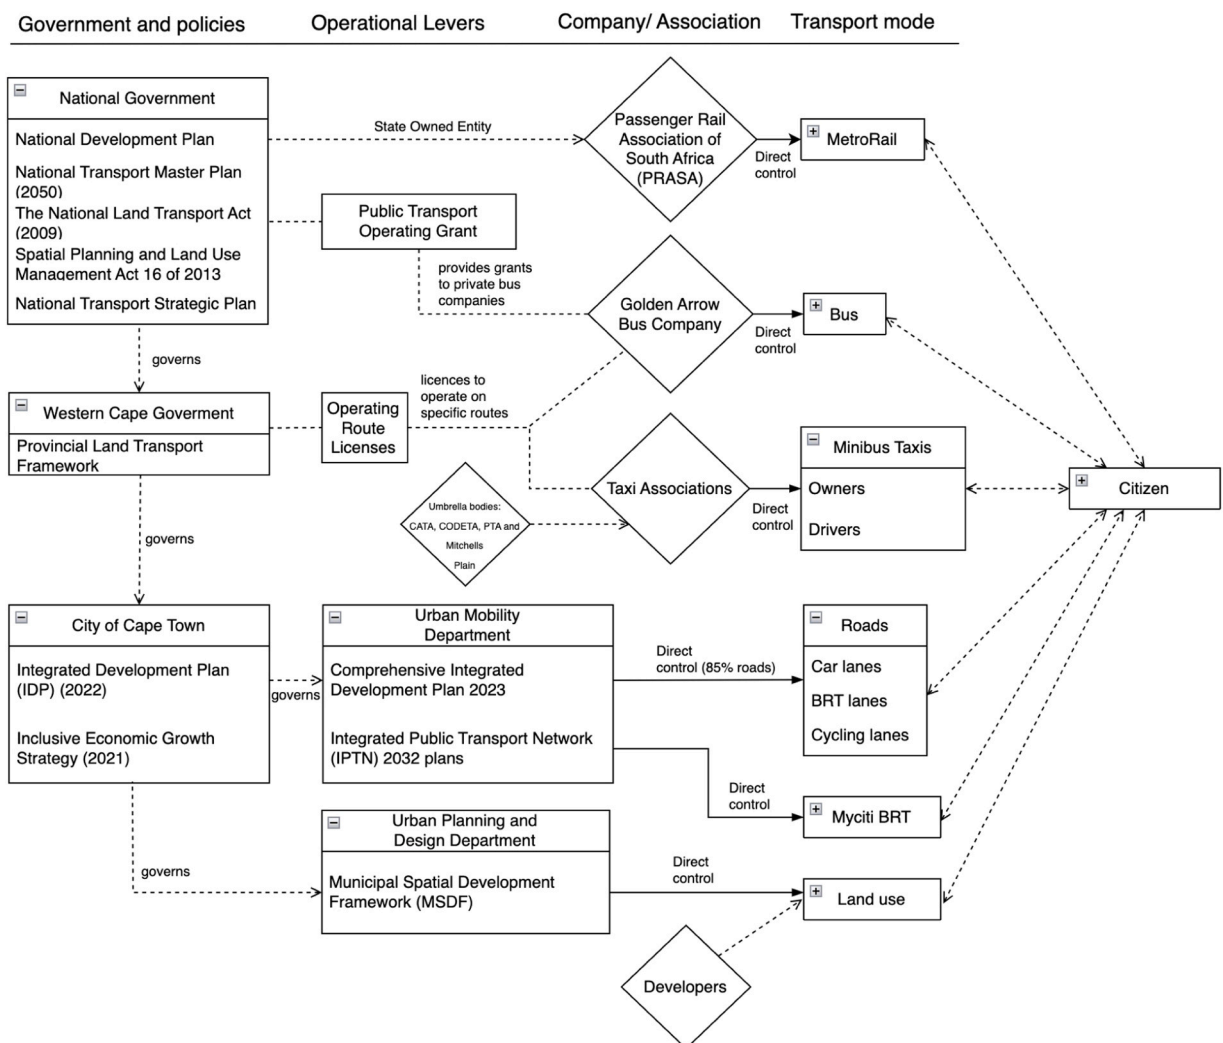 Government and policies
Operational Levers
Company/ Association
Transport mode
National Government
National Development Plan
National Transport Master Plan
(2050)
The National Land Transport Act
(2009)
Spatial Planning and Land Use
Management Act 16 of 2013
National Transport Strategic Plan
State Owned Entity
Passenger Rail
Association of
South Africa
(PRASA)
Direct
control
MetroRail
Public Transport
Operating Grant
provides grants
to private bus
companies
Golden Arrow
Bus Company
Direct
control
Bus
governs
Western Cape Goverment
Provincial Land Transport
Framework
Operating
Route
Licenses
licences to
operate on
specific routes
Umbrella bodies:
CATA, CODETA, PTA and
Mitchells
Plain
Taxi Associations
Direct
control
Minibus Taxis
Owners
Drivers
Citizen
governs
City of Cape Town
Integrated Development Plan
(IDP) (2022)
Inclusive Economic Growth
Strategy (2021)
governs
Urban Mobility
Department
Comprehensive Integrated
Development Plan 2023
Integrated Public Transport Network
(IPTN) 2032 plans
Direct
control (85% roads)
Roads
Car lanes
BRT lanes
Cycling lanes
Direct
control
Myciti BRT
governs
Urban Planning and
Design Department
Municipal Spatial Development
Framework (MSDF)
Direct
control
Land use
Developers